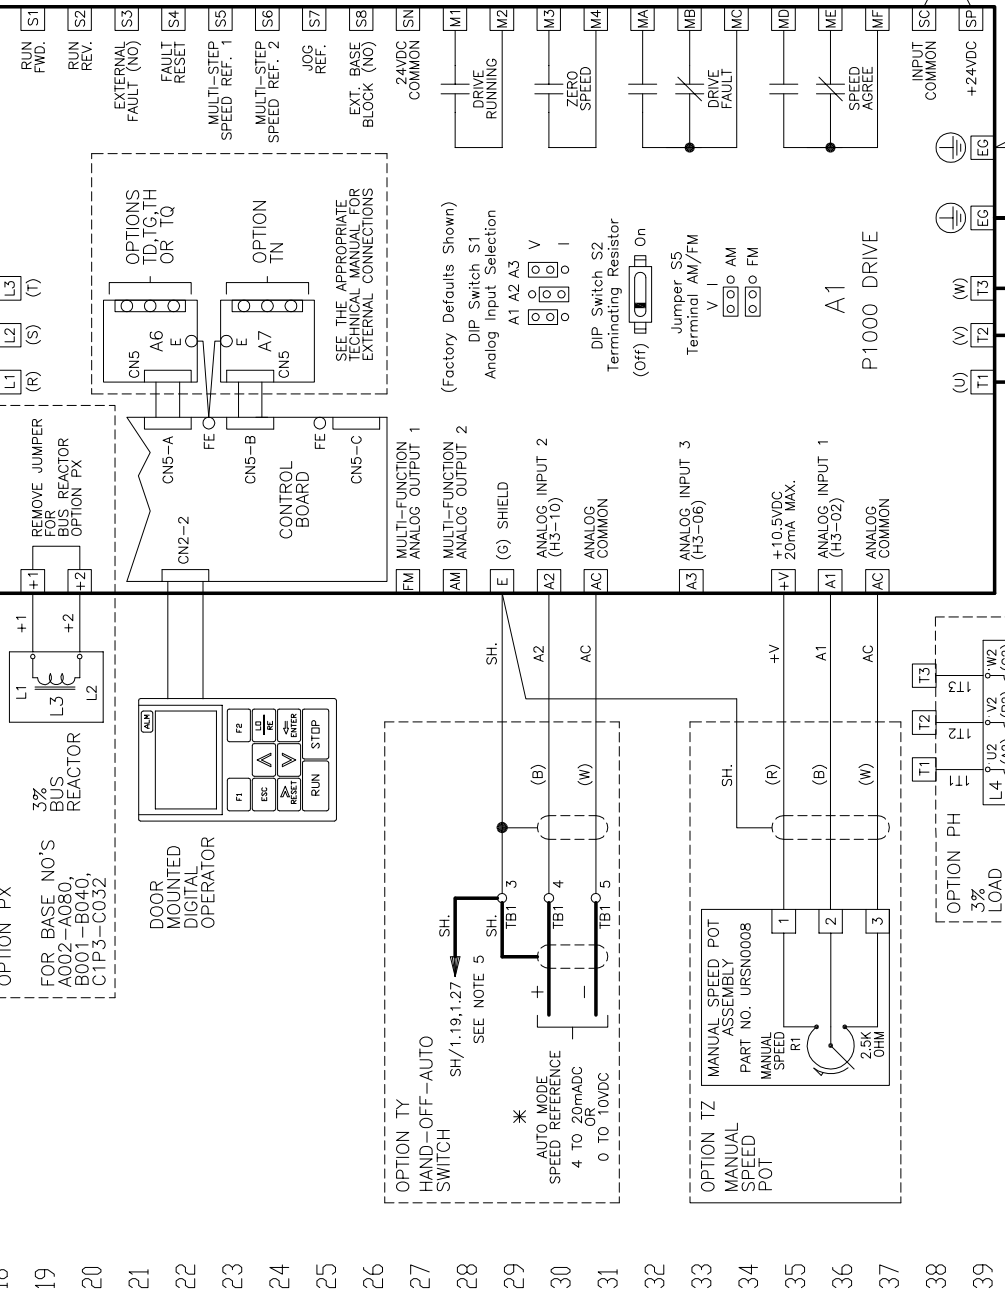 S1
RUN
FWD.
S2
RUN
REV.
S3
EXTERNAL
FAULT (NO)
S4
FAULT
RESET
S5
MULTI-STEP
SPEED REF. 1
S6
MULTI-STEP
SPEED REF. 2
S7
JOG
REF.
S8
EXT. BASE
BLOCK (NO)
SN
24VDC
COMMON
M1
M2
DRIVE
RUNNING
M3
M4
ZERO
SPEED
MA
MB
MC
DRIVE
FAULT
MD
ME
MF
SPEED
AGREE
SC
INPUT
COMMON
SP
+24VDC
EG
EG
L3
(T)
L2
(S)
L1
(R)
OPTIONS
TD,TG,TH
OR TQ
OPTION
TN
SEE THE APPROPRIATE
TECHNICAL MANUAL FOR
EXTERNAL CONNECTIONS
A6
E
CN5
E
A7
CN5
(Factory Defaults Shown)
DIP Switch S1
Analog Input Selection
A1 A2 A3
V
I
DIP Switch S2
Terminating Resistor
(Off)
On
Jumper S5
Terminal AM/FM
V I
AM
FM
A1
P1000 DRIVE
(W)
T3
(V)
T2
(U)
T1
REMOVE JUMPER
FOR
BUS REACTOR
OPTION PX
+1
+2
CN5-A
FE
CN5-B
FE
CN5-C
CN2-2
CONTROL
BOARD
FM
MULTI-FUNCTION
ANALOG OUTPUT 1
AM
MULTI-FUNCTION
ANALOG OUTPUT 2
E
(G) SHIELD
A2
ANALOG INPUT 2
(H3-10)
AC
ANALOG
COMMON
A3
ANALOG INPUT 3
(H3-06)
+V
+10.5VDC
20mA MAX.
A1
ANALOG INPUT 1
(H3-02)
AC
ANALOG
COMMON
+1
+2
L1
L3
L2
3%
BUS
REACTOR
OPTION PX
FOR BASE NO'S
A002-A080,
B001-B040,
C1P3-C032
ALM
F1
F2
ESC
LO
RE
RESET
ENTER
RUN
STOP
DOOR
MOUNTED
DIGITAL
OPERATOR
SH.
A2
AC
+V
A1
AC
(B)
(W)
SH.
(R)
(B)
(W)
SH.
SH.
TB1
3
TB1
4
TB1
5
SH/1.19,1.27
SEE NOTE 5
+
−
*
AUTO MODE
SPEED REFERENCE
4 TO 20mADC
OR
0 TO 10VDC
OPTION TY
HAND-OFF-AUTO
SWITCH
1
2
3
MANUAL SPEED POT
ASSEMBLY
PART NO. URSN0008
MANUAL
SPEED
R1
2.5K
OHM
OPTION TZ
MANUAL
SPEED
POT
T3
T2
T1
1T3
1T2
1T1
W2
V2
U2
L4
OPTION PH
3%
LOAD
18
19
20
21
22
23
24
25
26
27
28
29
30
31
32
33
34
35
36
37
38
39